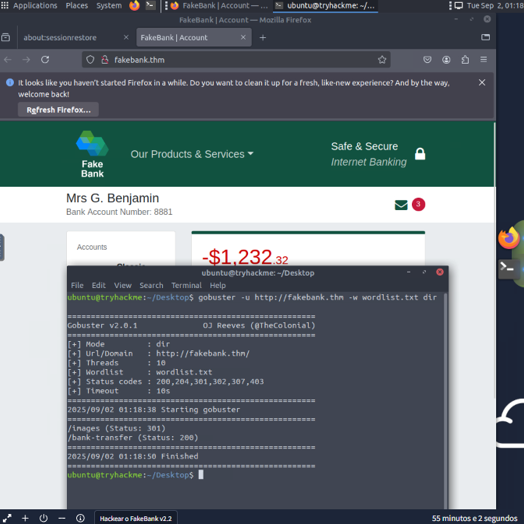 Applications Places System FakeBank | Account — ... ubuntu@tryhackme: ~/... Tue Sep 2, 01:18
FakeBank | Account — Mozilla Firefox
about:sessionrestore
FakeBank | Account
fakebank.thm
It looks like you haven't started Firefox in a while. Do you want to clean it up for a fresh, like-new experience? And by the way,
welcome back!
Refresh Firefox...
Fake
Bank
Our Products & Services
Safe & Secure
Internet Banking
Mrs G. Benjamin
Bank Account Number: 8881
3
Accounts
-$1,232.32
ubuntu@tryhackme: ~/Desktop
File Edit View Search Terminal Help
ubuntu@tryhackme:~/Desktop$ gobuster -u http://fakebank.thm -w wordlist.txt dir
=====================================================
Gobuster v2.0.1 OJ Reeves (@TheColonial)
=====================================================
[+] Mode : dir
[+] Url/Domain : http://fakebank.thm/
[+] Threads : 10
[+] Wordlist : wordlist.txt
[+] Status codes : 200,204,301,302,307,403
[+] Timeout : 10s
=====================================================
2025/09/02 01:18:38 Starting gobuster
=====================================================
/images (Status: 301)
/bank-transfer (Status: 200)
=====================================================
2025/09/02 01:18:50 Finished
=====================================================
ubuntu@tryhackme:~/Desktop$
Hackear o FakeBank v2.2
55 minutos e 2 segundos